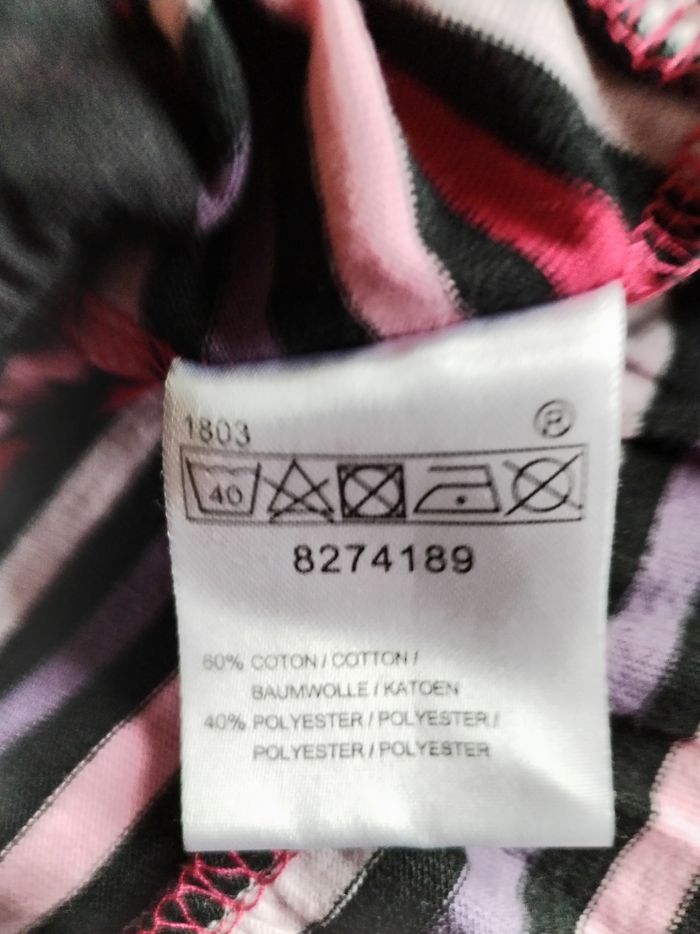 1803 ®
40
8274189
60% COTON / COTTON /
BAUMWOLLE / KATOEN
40% POLYESTER / POLYESTER /
POLYESTER / POLYESTER